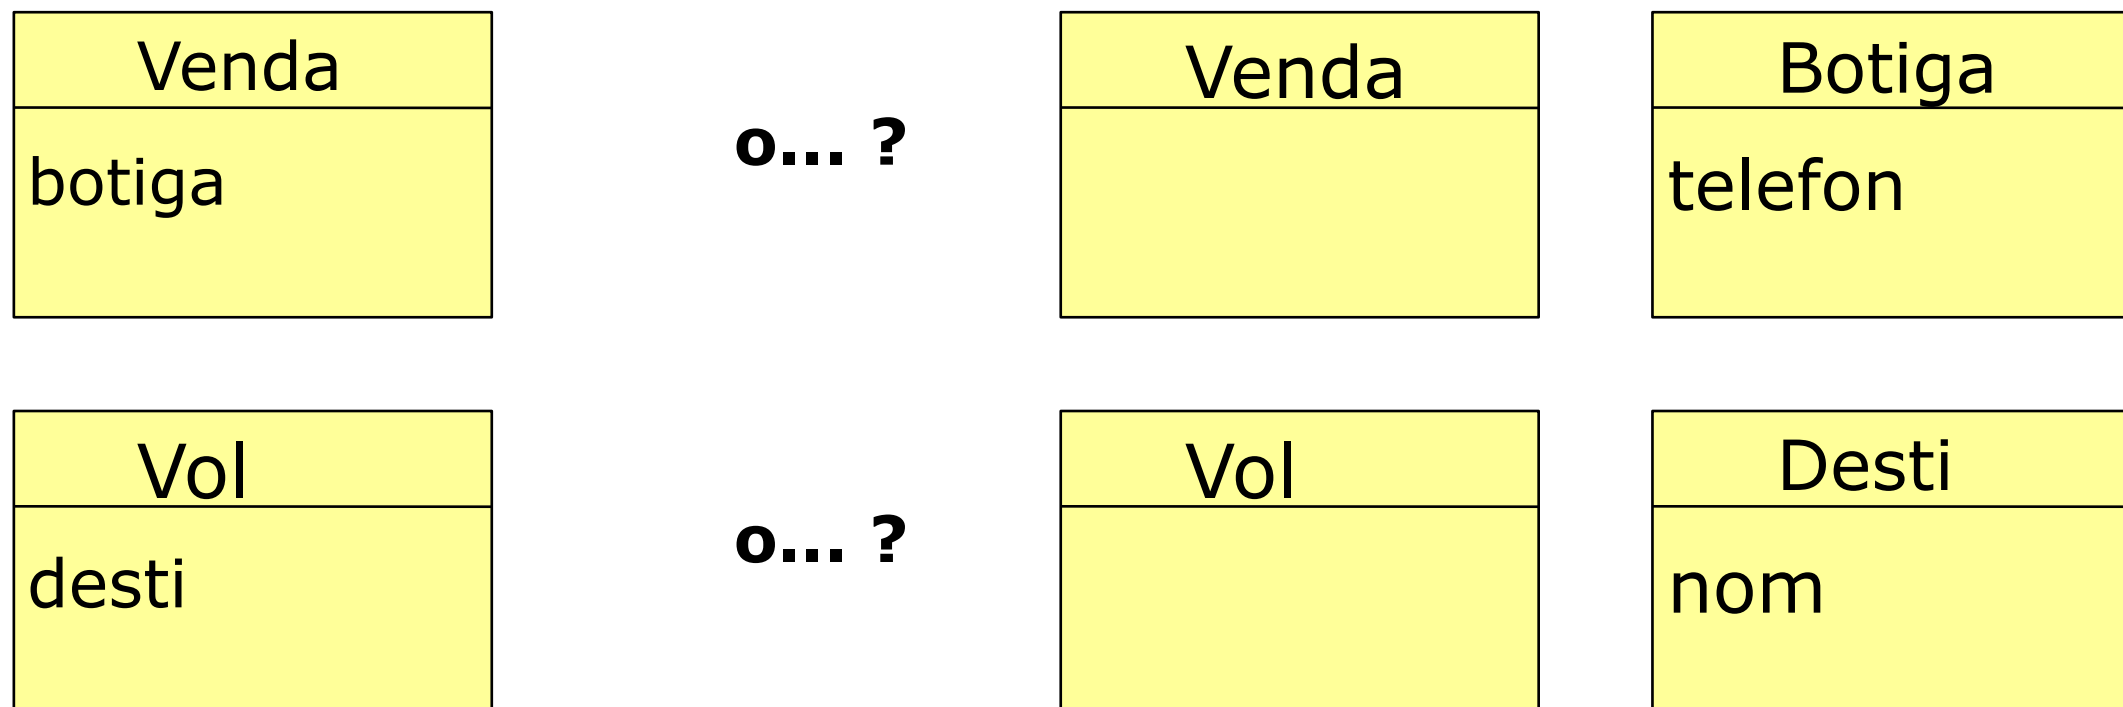 Venda
botiga
o... ?
Venda
Botiga
telefon
Vol
desti
o... ?
Vol
Desti
nom